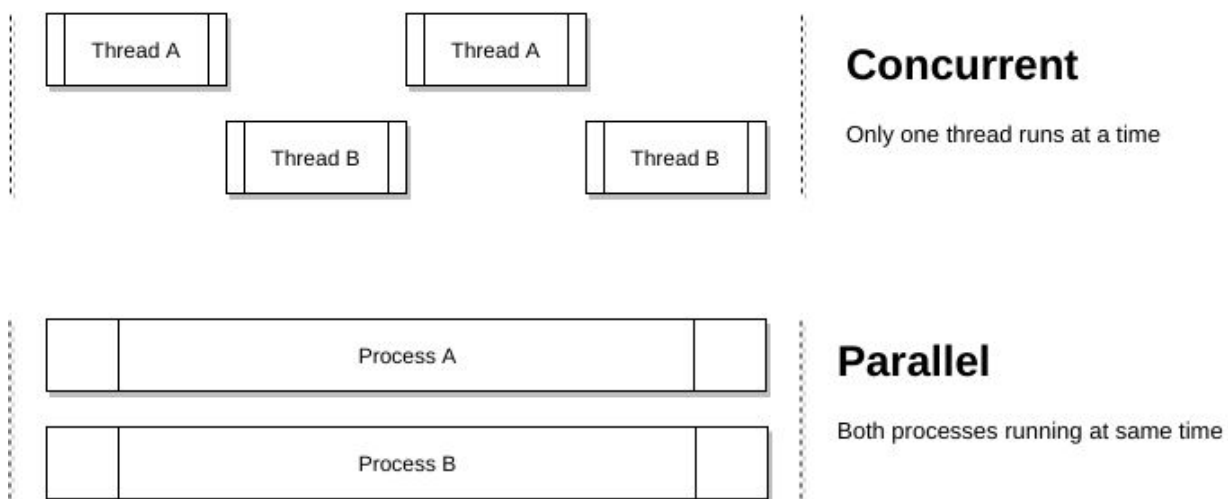 Thread A
Thread A
Concurrent
Only one thread runs at a time
Thread B
Thread B
Process A
Parallel
Both processes running at same time
Process B